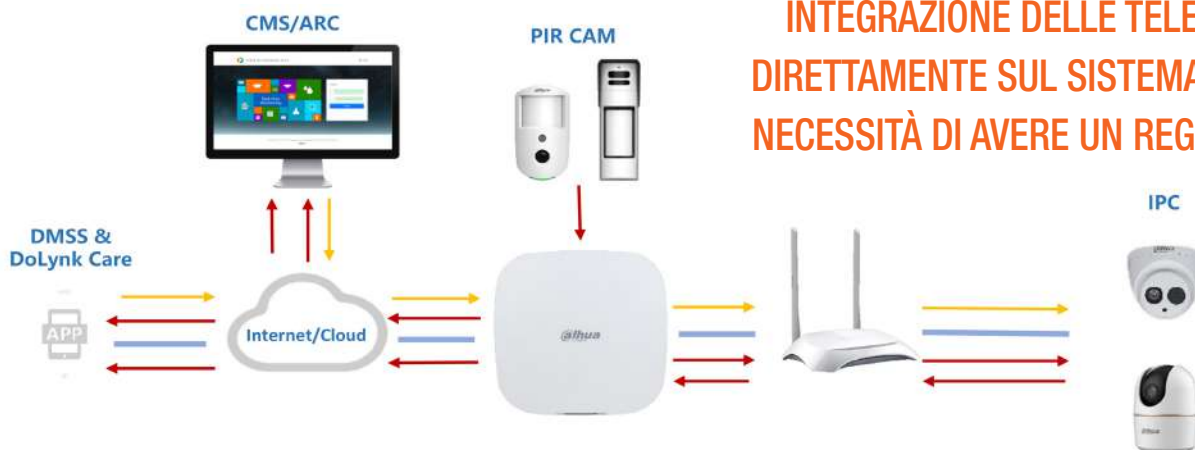 INTEGRAZIONE DELLE TELE
DIRETTAMENTE SUL SISTEMA
NECESSITÀ DI AVERE UN REG
CMS/ARC
PIR CAM
IPC
DMSS &
DoLynk Care
APP
Internet/Cloud
alhua